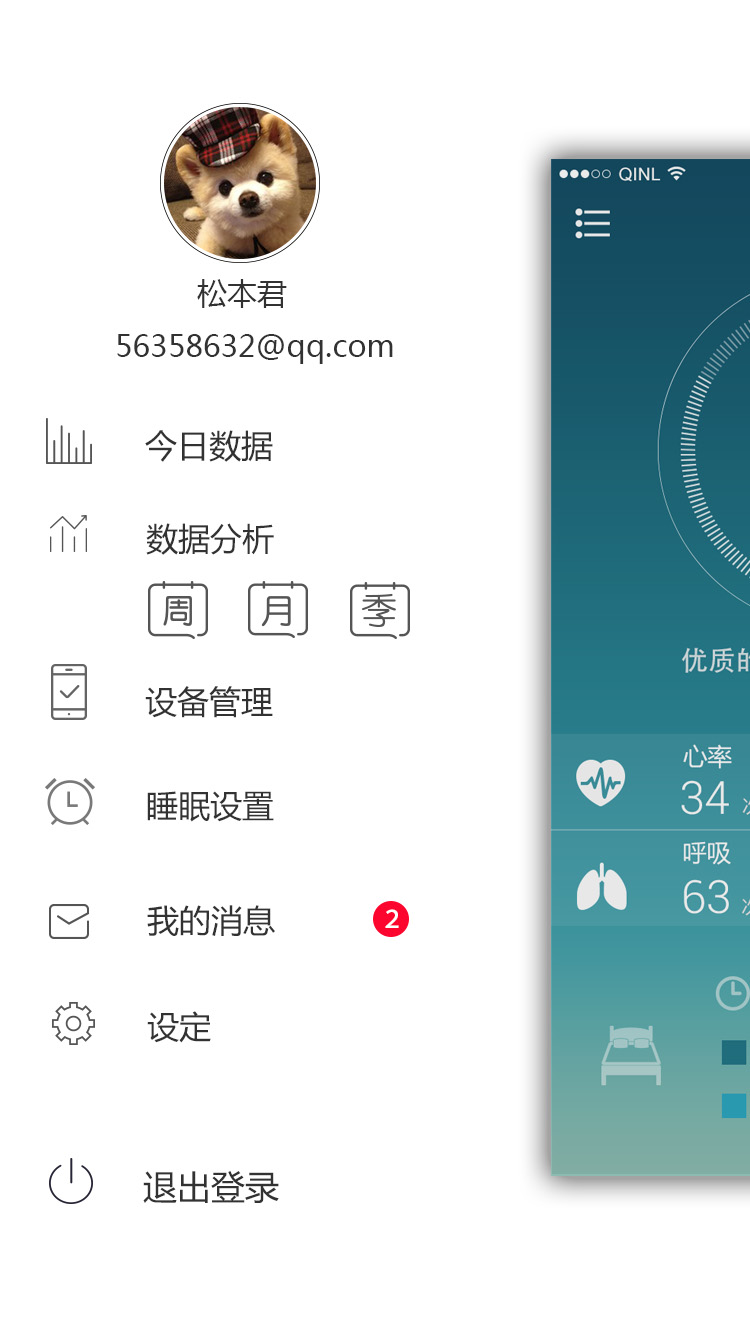 松本君
56358632@qq.com
今日数据
数据分析
周 月 季
设备管理
睡眠设置
我的消息 2
设定
退出登录
QINL
优质的
心率
34 次
呼吸
63 次